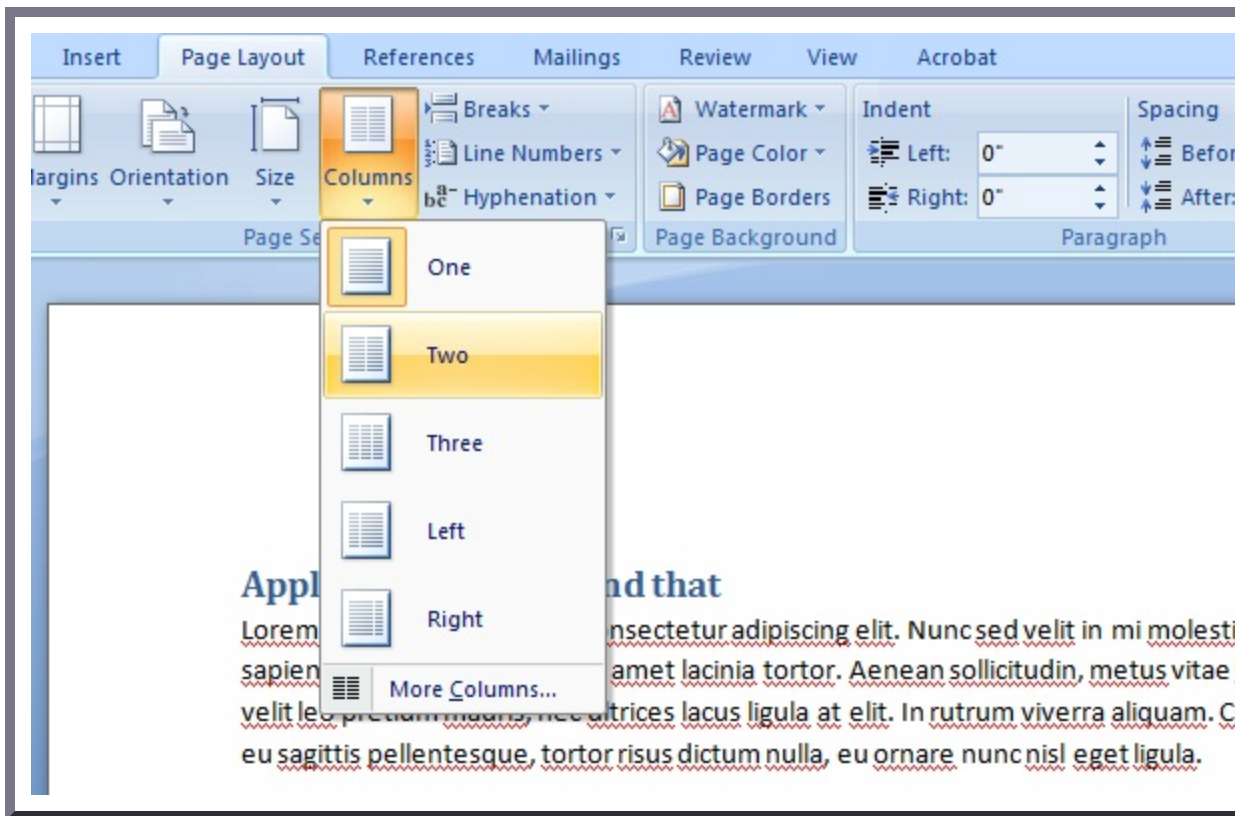 Insert Page Layout References Mailings Review View Acrobat
Breaks Watermark Indent Spacing
Line Numbers Page Color Left: 0" Befor
argins Orientation Size Columns Hyphenation Page Borders Right: 0" After:
Page Se Page Background Paragraph
One
Two
Three
Left
Right
More Columns...
Appl nd that
Lorem nsectetur adipiscing elit. Nunc sed velit in mi molesti
sapien amet lacinia tortor. Aenean sollicitudin, metus vitae
velit leo pretium mauris, nec ultrices lacus ligula at elit. In rutrum viverra aliquam. C
eu sagittis pellentesque, tortor risus dictum nulla, eu ornare nunc nisl eget ligula.